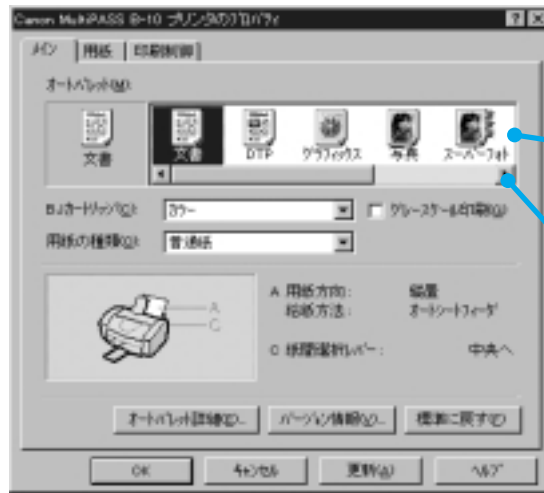 Canon MultiPASS B-10 プリンタのプロパティ
メイン 用紙 印刷制御
オートパレット(M):
文書
文書 DTP グラフィックス 写真 スーパーフォト
BJカートリッジ(C): カラー グレースケール印刷(G)
用紙の種類(Q): 普通紙
A 用紙方向: 縦置
給紙方法: オートシートフィーダ
A
C
C 紙間選択レバー: 中央へ
オートパレット詳細(E)... バージョン情報(V)... 標準に戻す(D)
OK キャンセル 更新(A) ヘルプ